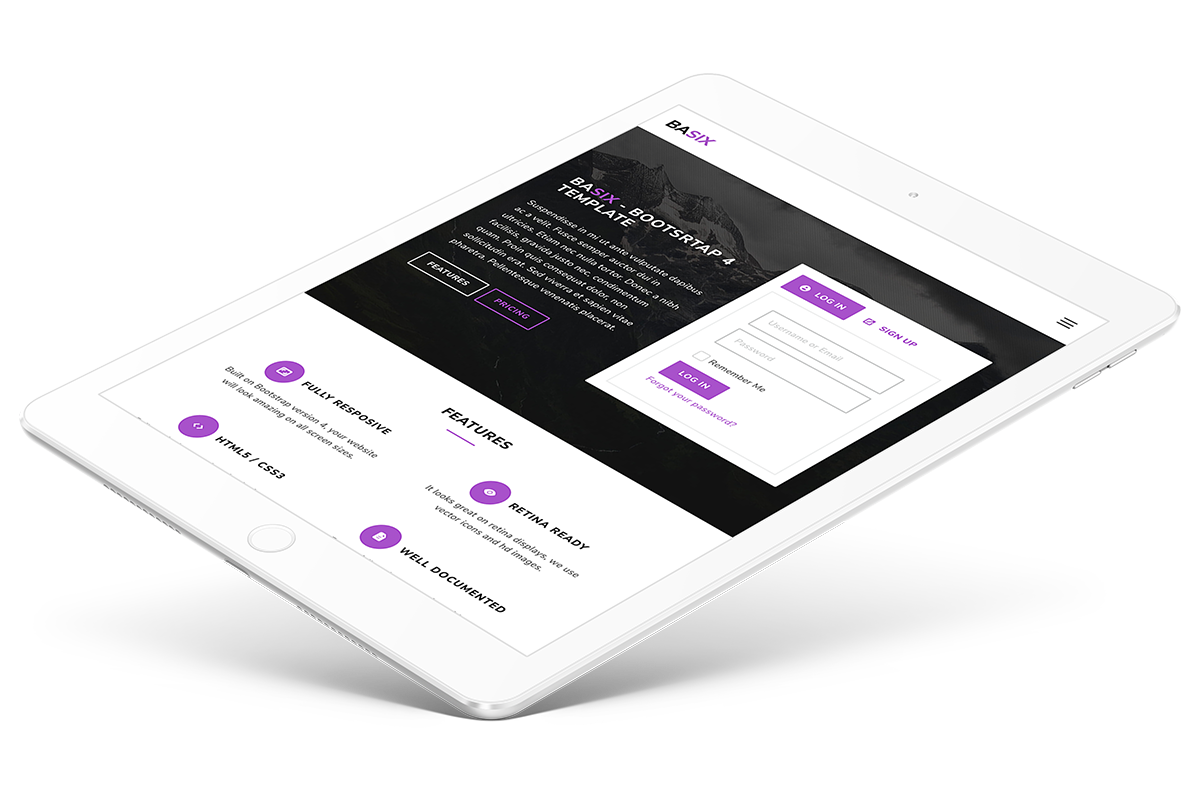 BASIX
BASIX - BOOTSRTAP 4
TEMPLATE
Suspendisse in mi ut ante vulputate dapibus
ac a velit. Fusce semper auctor dui in
ultricies. Etiam nec nulla tortor. Donec a nibh
facilisis, gravida justo nec, condimentum
quam. Proin quis consequat dolor, non
sollicitudin erat. Sed viverra et sapien vitae
pharetra. Pellentesque venenatis placerat.
FEATURES
PRICING
LOG IN
SIGN UP
Username or Email
Password
Remember Me
LOG IN
Forgot your password?
FEATURES
FULLY RESPOSIVE
Built on Bootstrap version 4, your website
will look amazing on all screen sizes.
RETINA READY
It looks great on retina displays, we use
vector icons and hd images.
HTML5 / CSS3
WELL DOCUMENTED